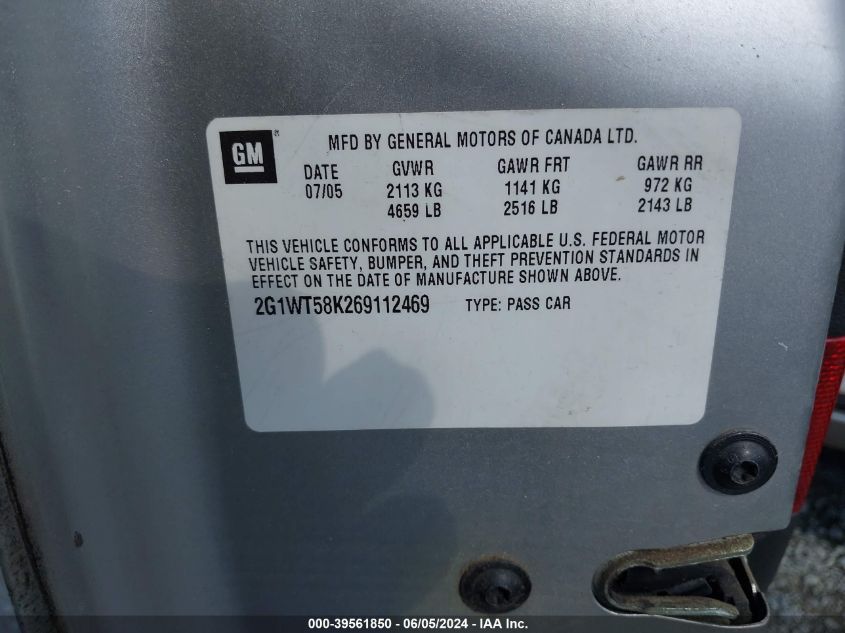 GM
MFD BY GENERAL MOTORS OF CANADA LTD.
DATE GVWR GAWR FRT GAWR RR
07/05 2113 KG 1141 KG 972 KG
4659 LB 2516 LB 2143 LB
THIS VEHICLE CONFORMS TO ALL APPLICABLE U.S. FEDERAL MOTOR
VEHICLE SAFETY, BUMPER, AND THEFT PREVENTION STANDARDS IN
EFFECT ON THE DATE OF MANUFACTURE SHOWN ABOVE.
2G1WT58K269112469 TYPE: PASS CAR
000-39561850 - 06/05/2024 - IAA Inc.